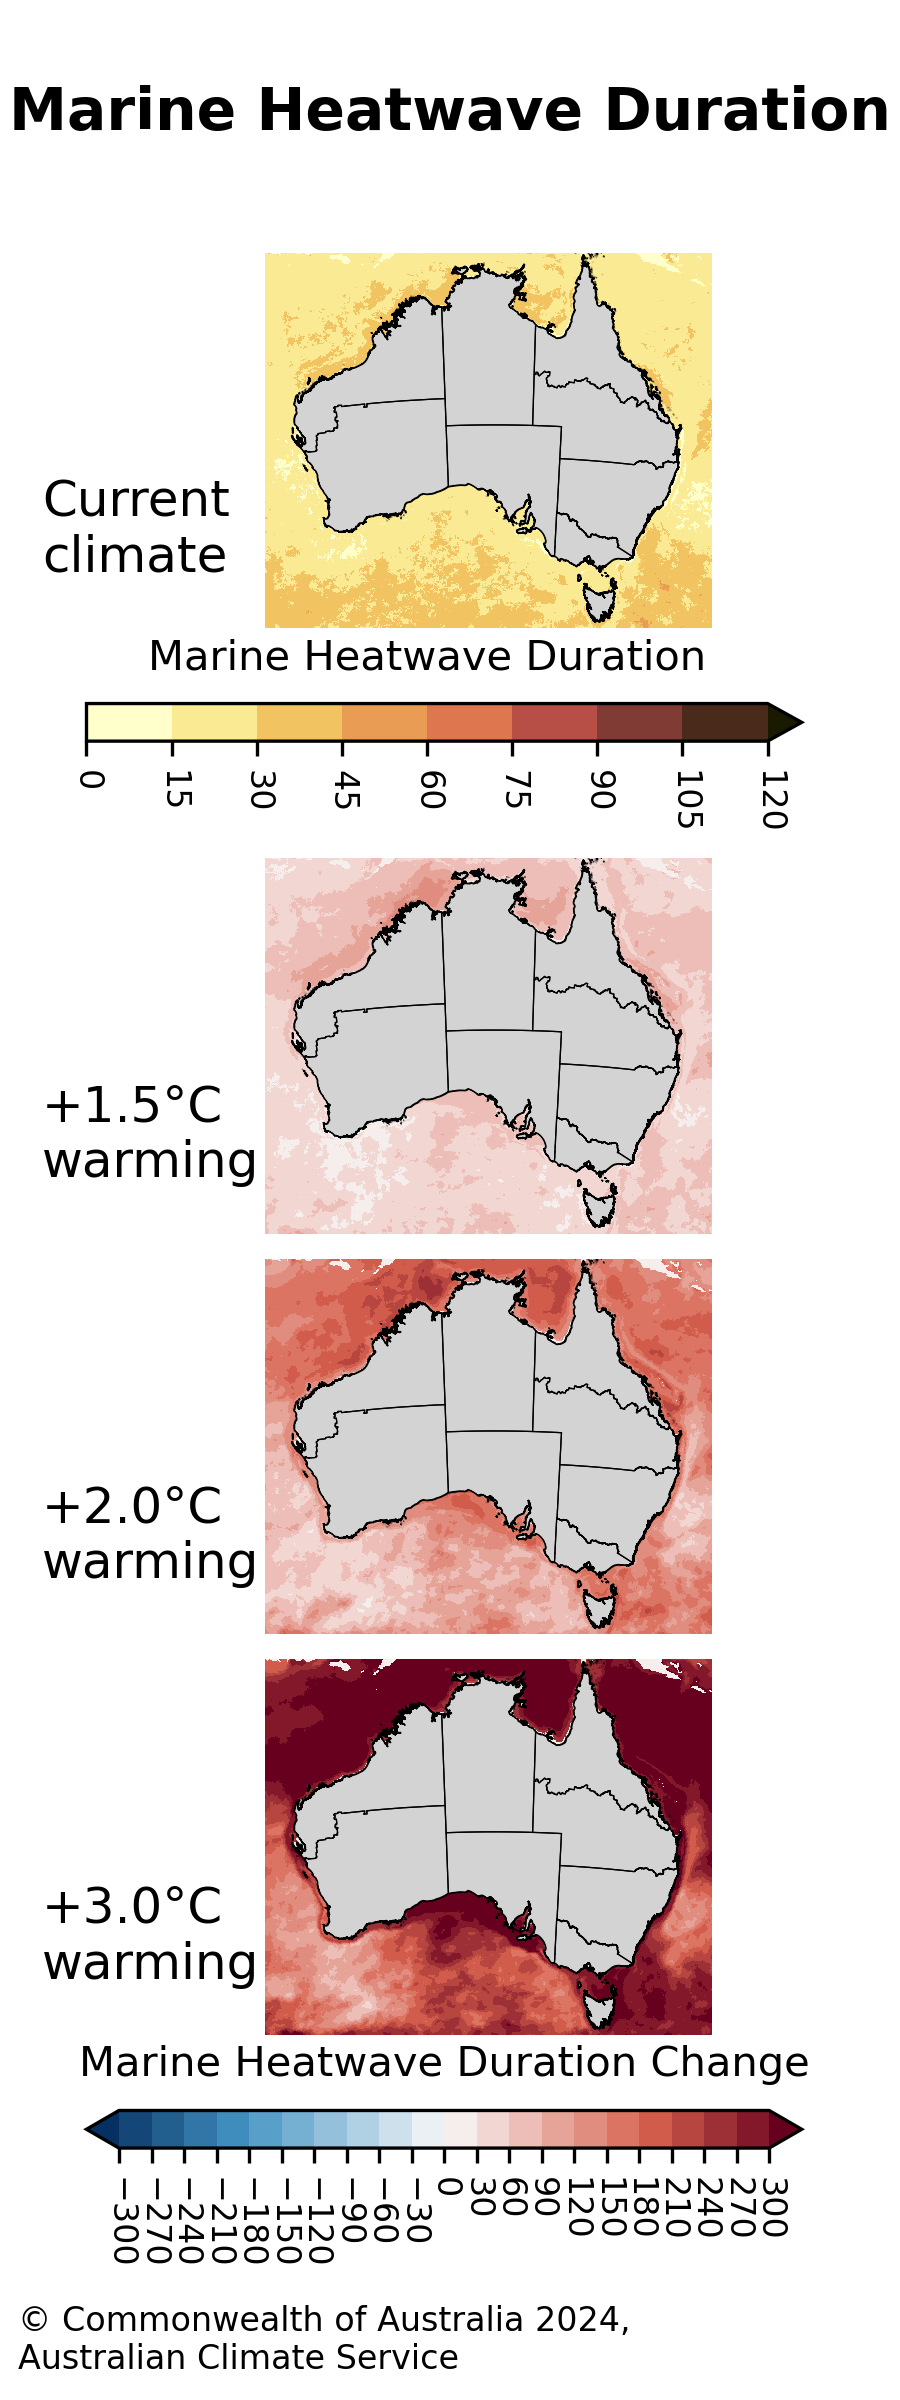 Marine Heatwave Duration
Current
climate
Marine Heatwave Duration
0 15 30 45 60 75 90 105 120
+1.5°C
warming
+2.0°C
warming
+3.0°C
warming
Marine Heatwave Duration Change
−300 −270 −240 −210 −180 −150 −120 −90 −60 −30 0 30 60 90 120 150 180 210 240 270 300
© Commonwealth of Australia 2024,
Australian Climate Service